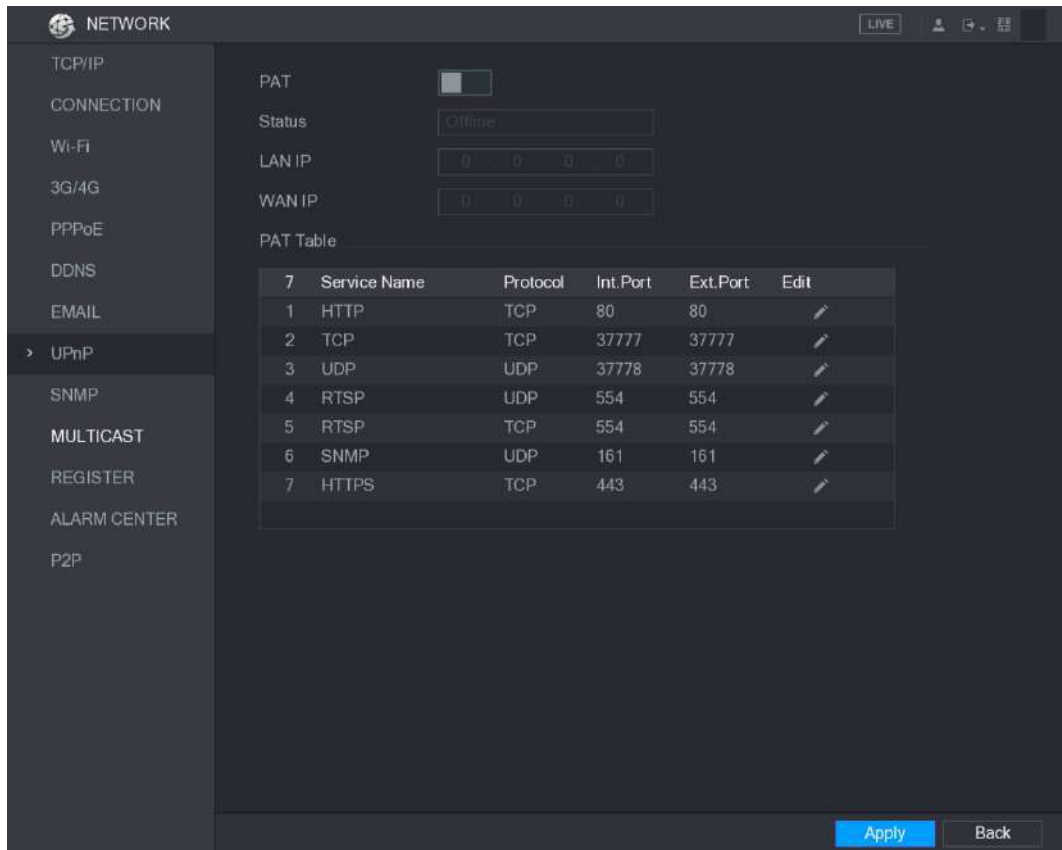 NETWORK
LIVE
TCP/IP
CONNECTION
Wi-Fi
3G/4G
PPPoE
DDNS
EMAIL
> UPnP
SNMP
MULTICAST
REGISTER
ALARM CENTER
P2P
PAT
Status Offline
LAN IP 0 . 0 . 0 . 0
WAN IP 0 . 0 . 0 . 0
PAT Table
7 Service Name Protocol Int.Port Ext.Port Edit
1 HTTP TCP 80 80
2 TCP TCP 37777 37777
3 UDP UDP 37778 37778
4 RTSP UDP 554 554
5 RTSP TCP 554 554
6 SNMP UDP 161 161
7 HTTPS TCP 443 443
Apply Back